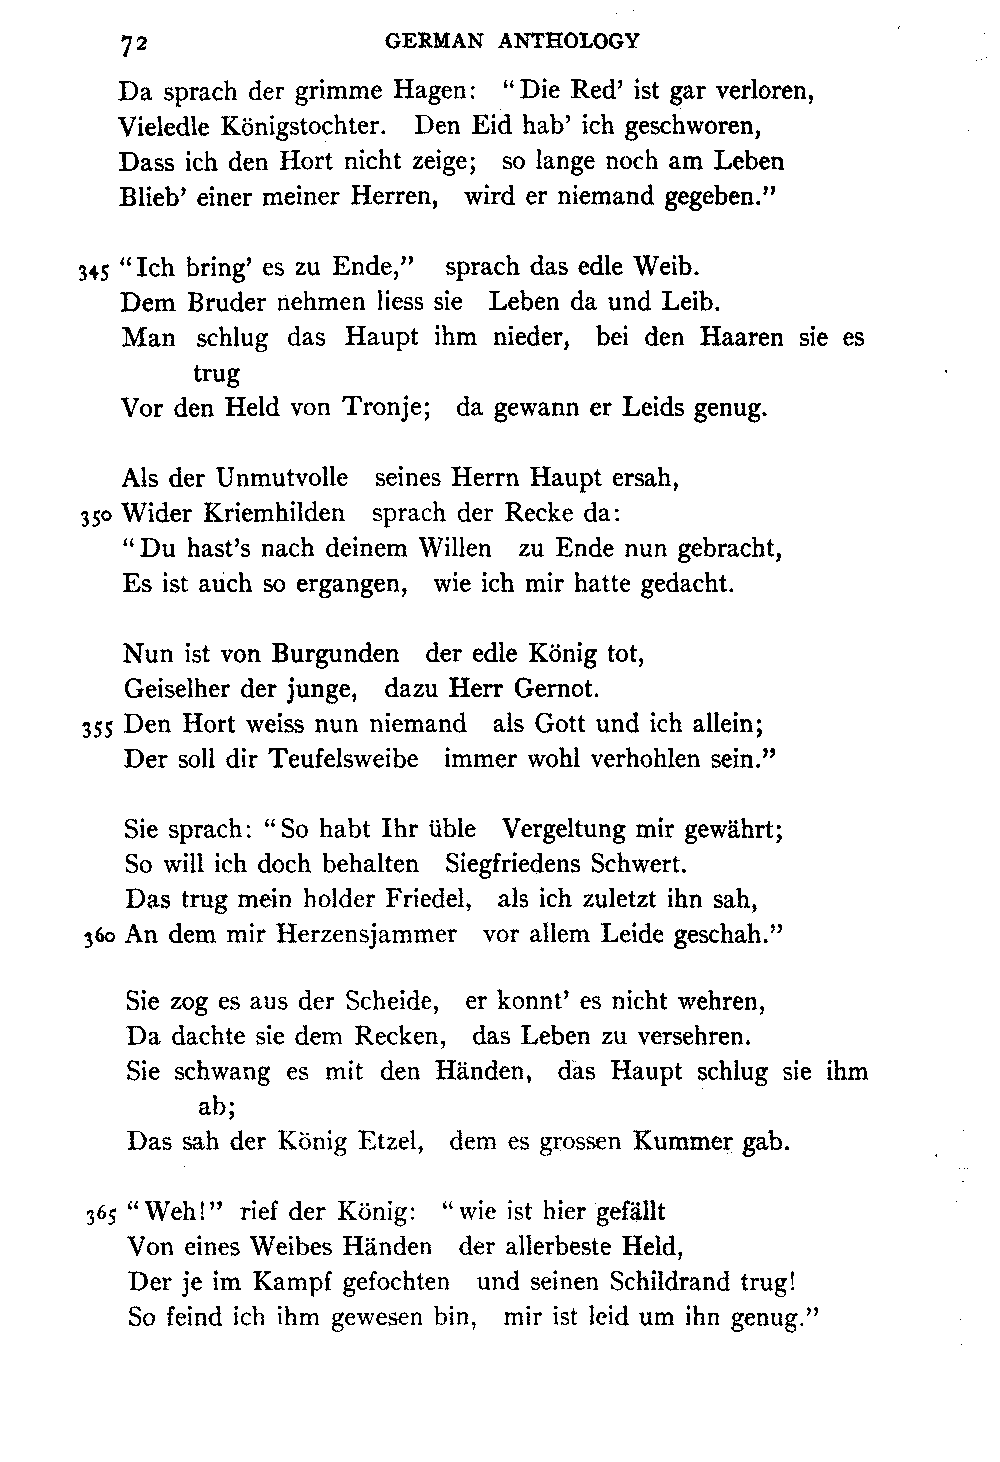 72 GERMAN ANTHOLOGY
Da sprach der grimme Hagen: “Die Red’ ist gar verloren,
Vieledle Königstochter. Den Eid hab’ ich geschworen,
Dass ich den Hort nicht zeige; so lange noch am Leben
Blieb’ einer meiner Herren, wird er niemand gegeben.”
345 “Ich bring’ es zu Ende,” sprach das edle Weib.
Dem Bruder nehmen liess sie Leben da und Leib.
Man schlug das Haupt ihm nieder, bei den Haaren sie es
trug
Vor den Held von Tronje; da gewann er Leids genug.
Als der Unmutvolle seines Herrn Haupt ersah,
350 Wider Kriemhilden sprach der Recke da:
“Du hast’s nach deinem Willen zu Ende nun gebracht,
Es ist auch so ergangen, wie ich mir hatte gedacht.
Nun ist von Burgunden der edle König tot,
Geiselher der junge, dazu Herr Gernot.
355 Den Hort weiss nun niemand als Gott und ich allein;
Der soll dir Teufelsweibe immer wohl verhohlen sein.”
Sie sprach: “So habt Ihr üble Vergeltung mir gewährt;
So will ich doch behalten Siegfriedens Schwert.
Das trug mein holder Friedel, als ich zuletzt ihn sah,
360 An dem mir Herzensjammer vor allem Leide geschah.”
Sie zog es aus der Scheide, er konnt’ es nicht wehren,
Da dachte sie dem Recken, das Leben zu versehren.
Sie schwang es mit den Händen, das Haupt schlug sie ihm
ab;
Das sah der König Etzel, dem es grossen Kummer gab.
365 “Weh!” rief der König: “wie ist hier gefällt
Von eines Weibes Händen der allerbeste Held,
Der je im Kampf gefochten und seinen Schildrand trug!
So feind ich ihm gewesen bin, mir ist leid um ihn genug.”